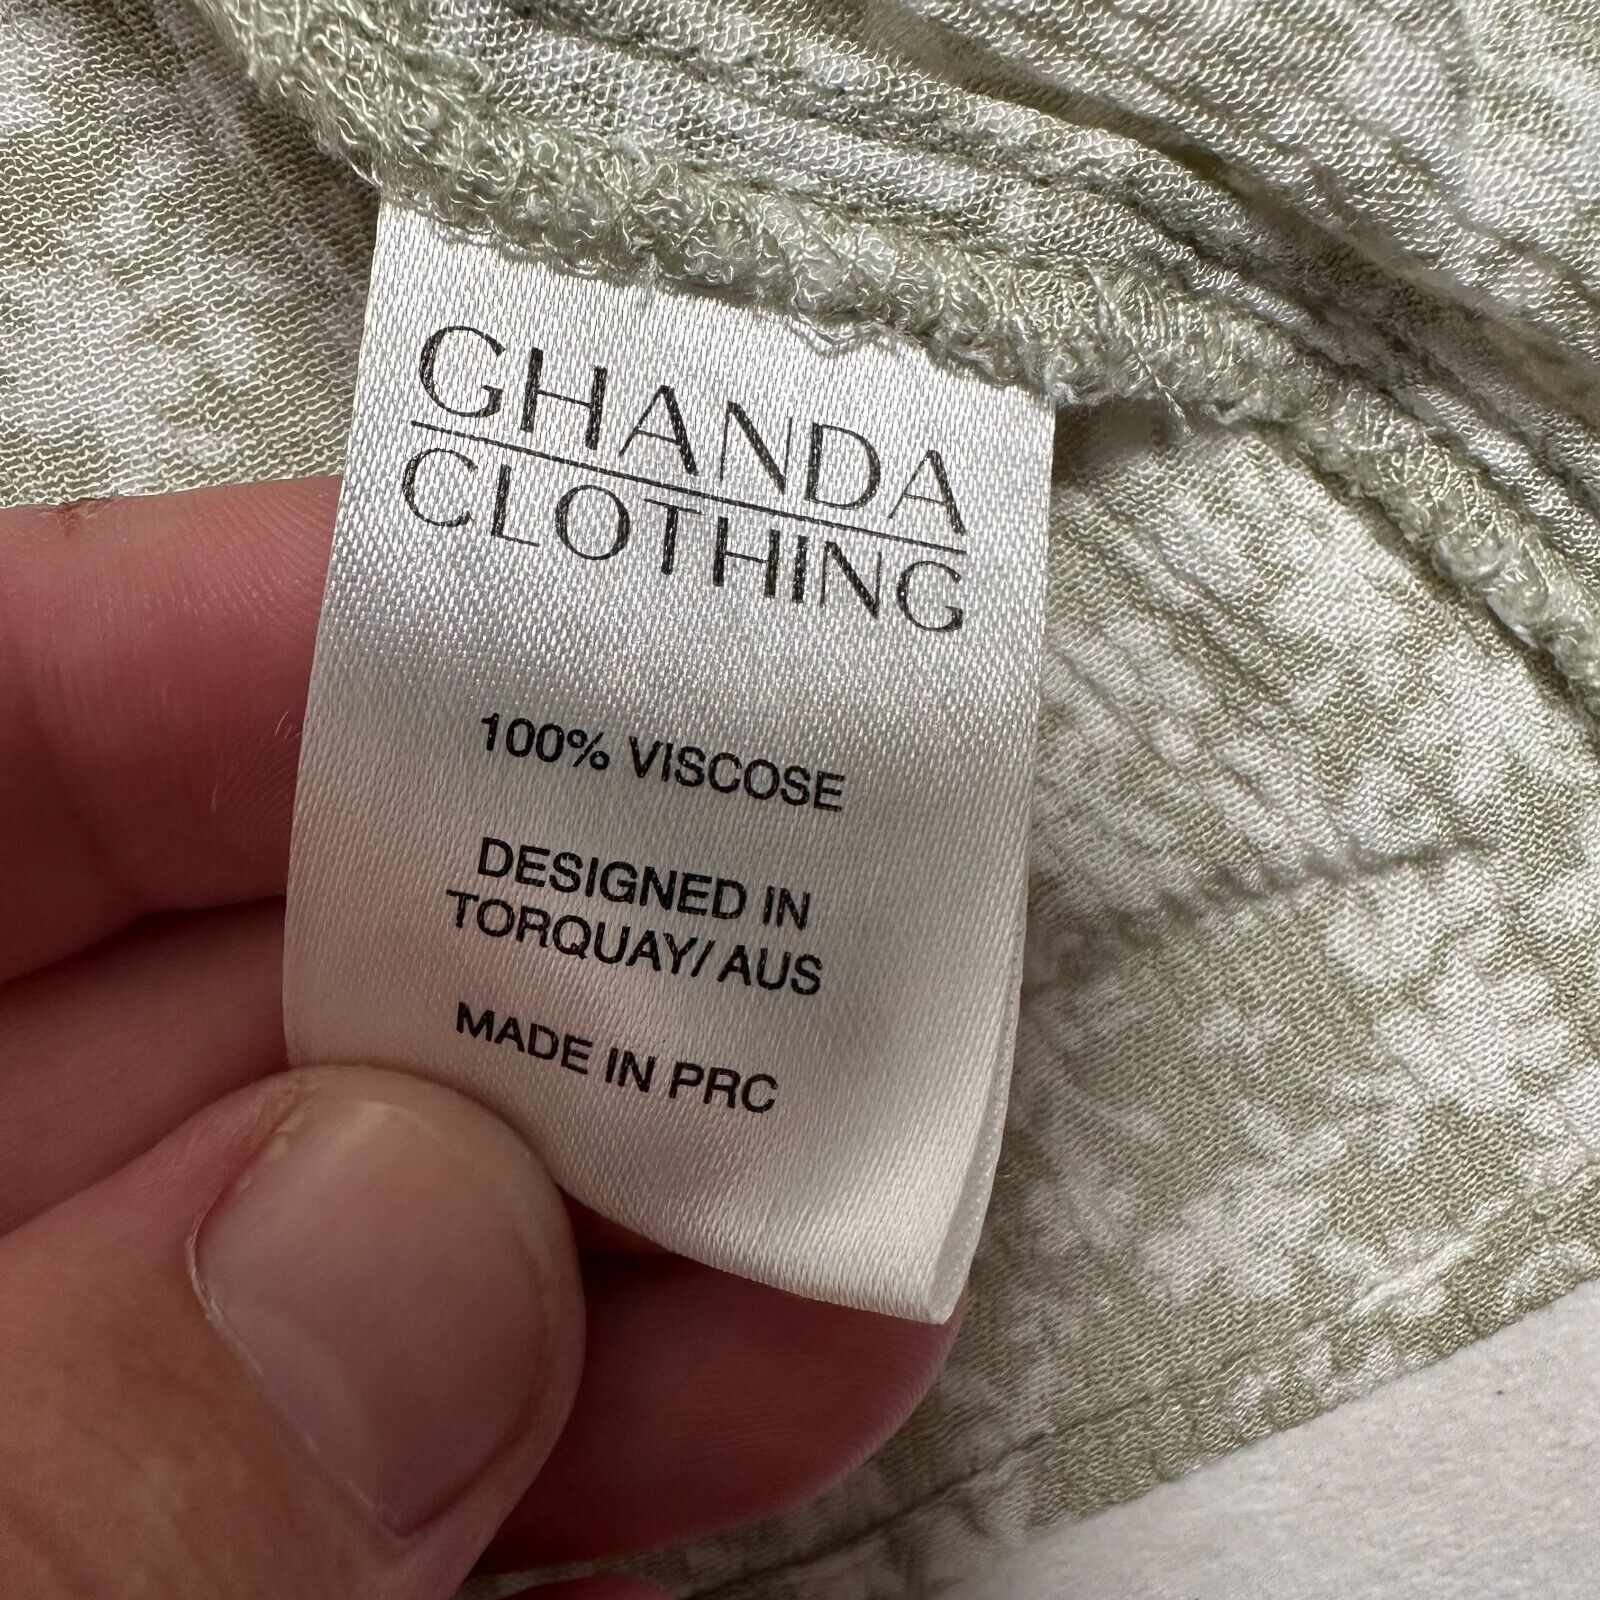 GHANDA
CLOTHING
100% VISCOSE
DESIGNED IN
TORQUAY/ AUS
MADE IN PRC